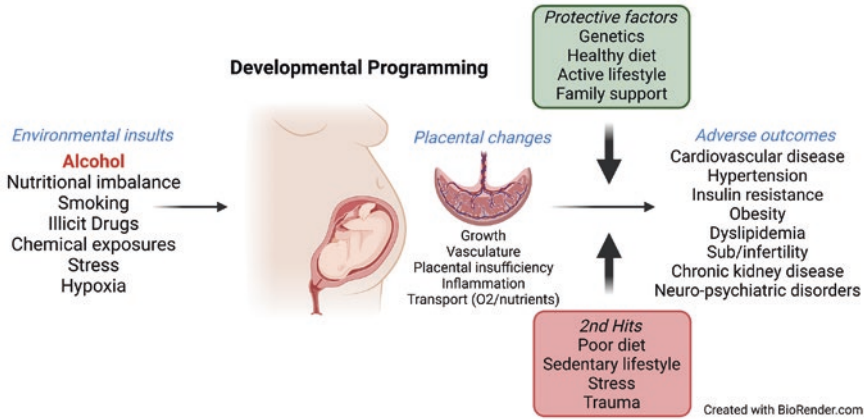 Developmental Programming
Environmental insults
Alcohol
Nutritional imbalance
Smoking
Illicit Drugs
Chemical exposures
Stress
Hypoxia
Placental changes
Growth
Vasculature
Placental insufficiency
Inflammation
Transport (O2/nutrients)
Protective factors
Genetics
Healthy diet
Active lifestyle
Family support
2nd Hits
Poor diet
Sedentary lifestyle
Stress
Trauma
Adverse outcomes
Cardiovascular disease
Hypertension
Insulin resistance
Obesity
Dyslipidemia
Sub/infertility
Chronic kidney disease
Neuro-psychiatric disorders
Created with BioRender.com